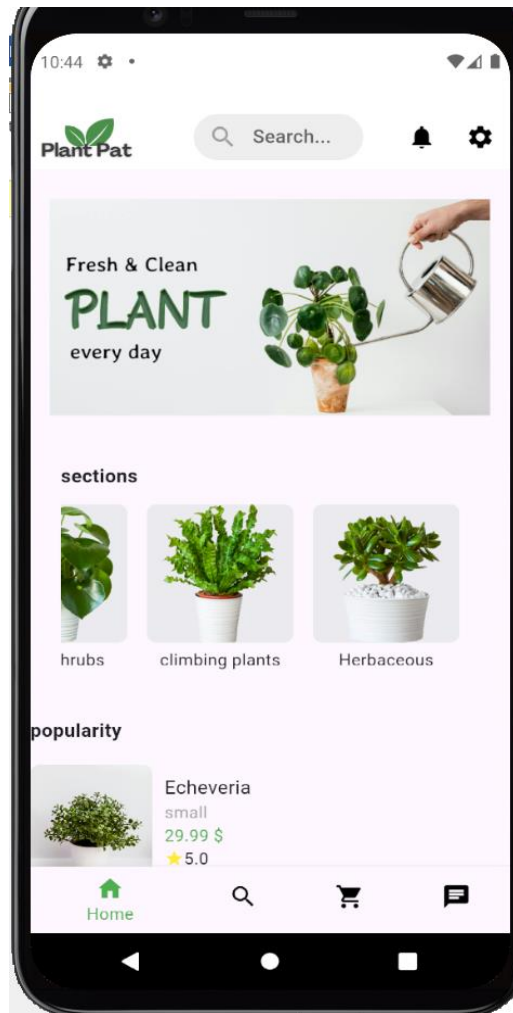 10:44
Plant Pat
Search...
Fresh & Clean
PLANT
every day
sections
hrubs
climbing plants
Herbaceous
popularity
Echeveria
small
29.99 $
5.0
Home